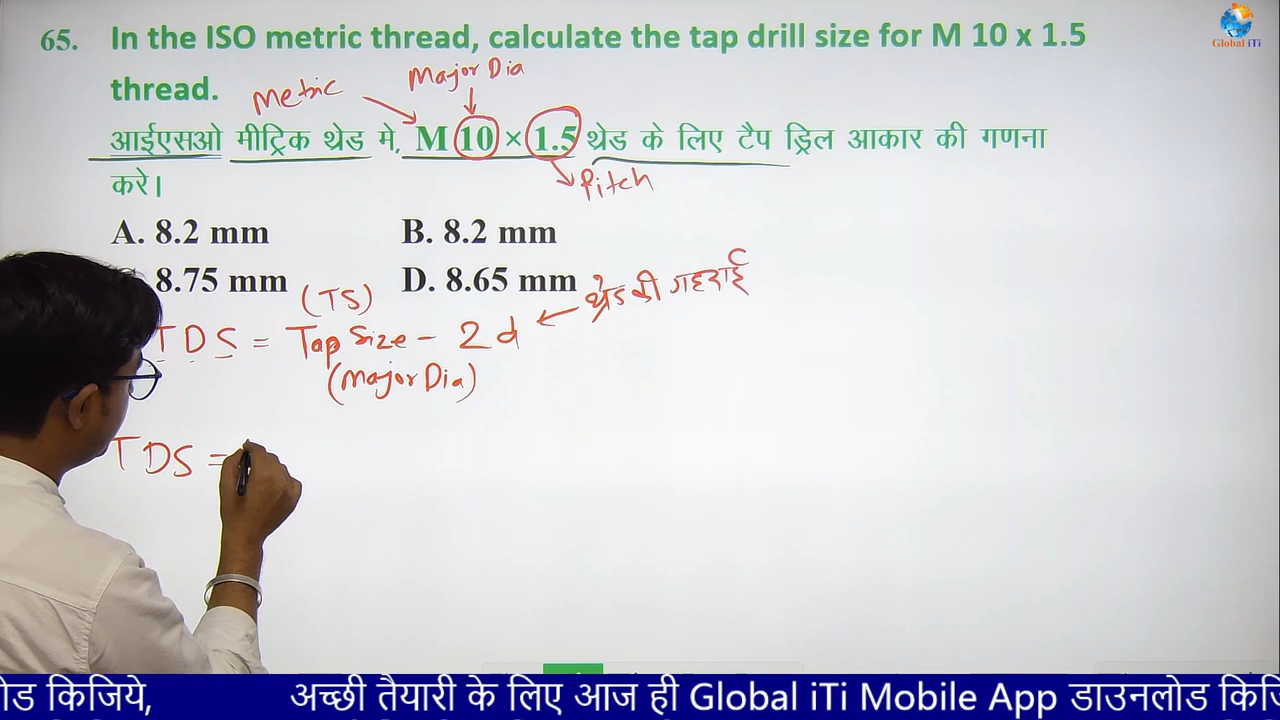 65. In the ISO metric thread, calculate the tap drill size for M 10 x 1.5
thread.
Global iTi
Metric
Major Dia
आईएसओ मीट्रिक थ्रेड मे, M 10 × 1.5 थ्रेड के लिए टैप ड्रिल आकार की गणना
करे।
Pitch
A. 8.2 mm B. 8.2 mm
8.75 mm D. 8.65 mm
(TS)
थ्रेड की गहराई
TDS = Tap Size - 2d
(Major Dia)
TDS =
लोड किजिये, अच्छी तैयारी के लिए आज ही Global iTi Mobile App डाउनलोड किजि